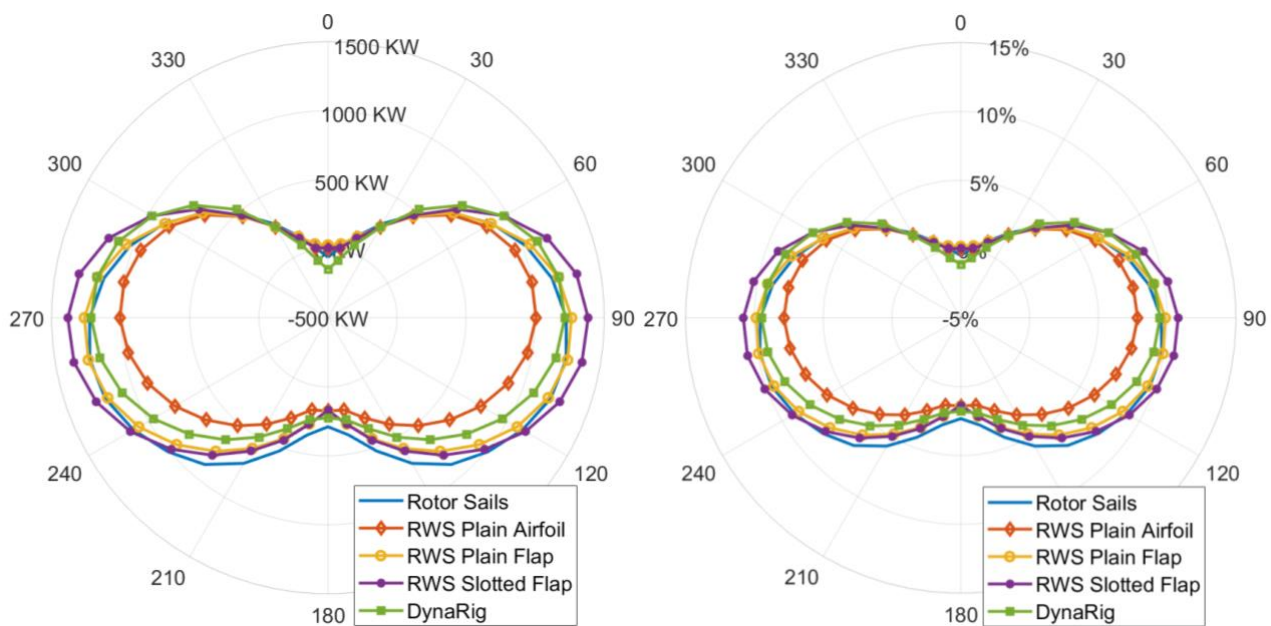 0
1500 KW
330
30
1000 KW
300
60
500 KW
270
-500 KW
90
240
120
210
180
Rotor Sails
RWS Plain Airfoil
RWS Plain Flap
RWS Slotted Flap
DynaRig
0
15%
330
30
10%
300
60
5%
270
-5%
90
240
120
210
180
Rotor Sails
RWS Plain Airfoil
RWS Plain Flap
RWS Slotted Flap
DynaRig